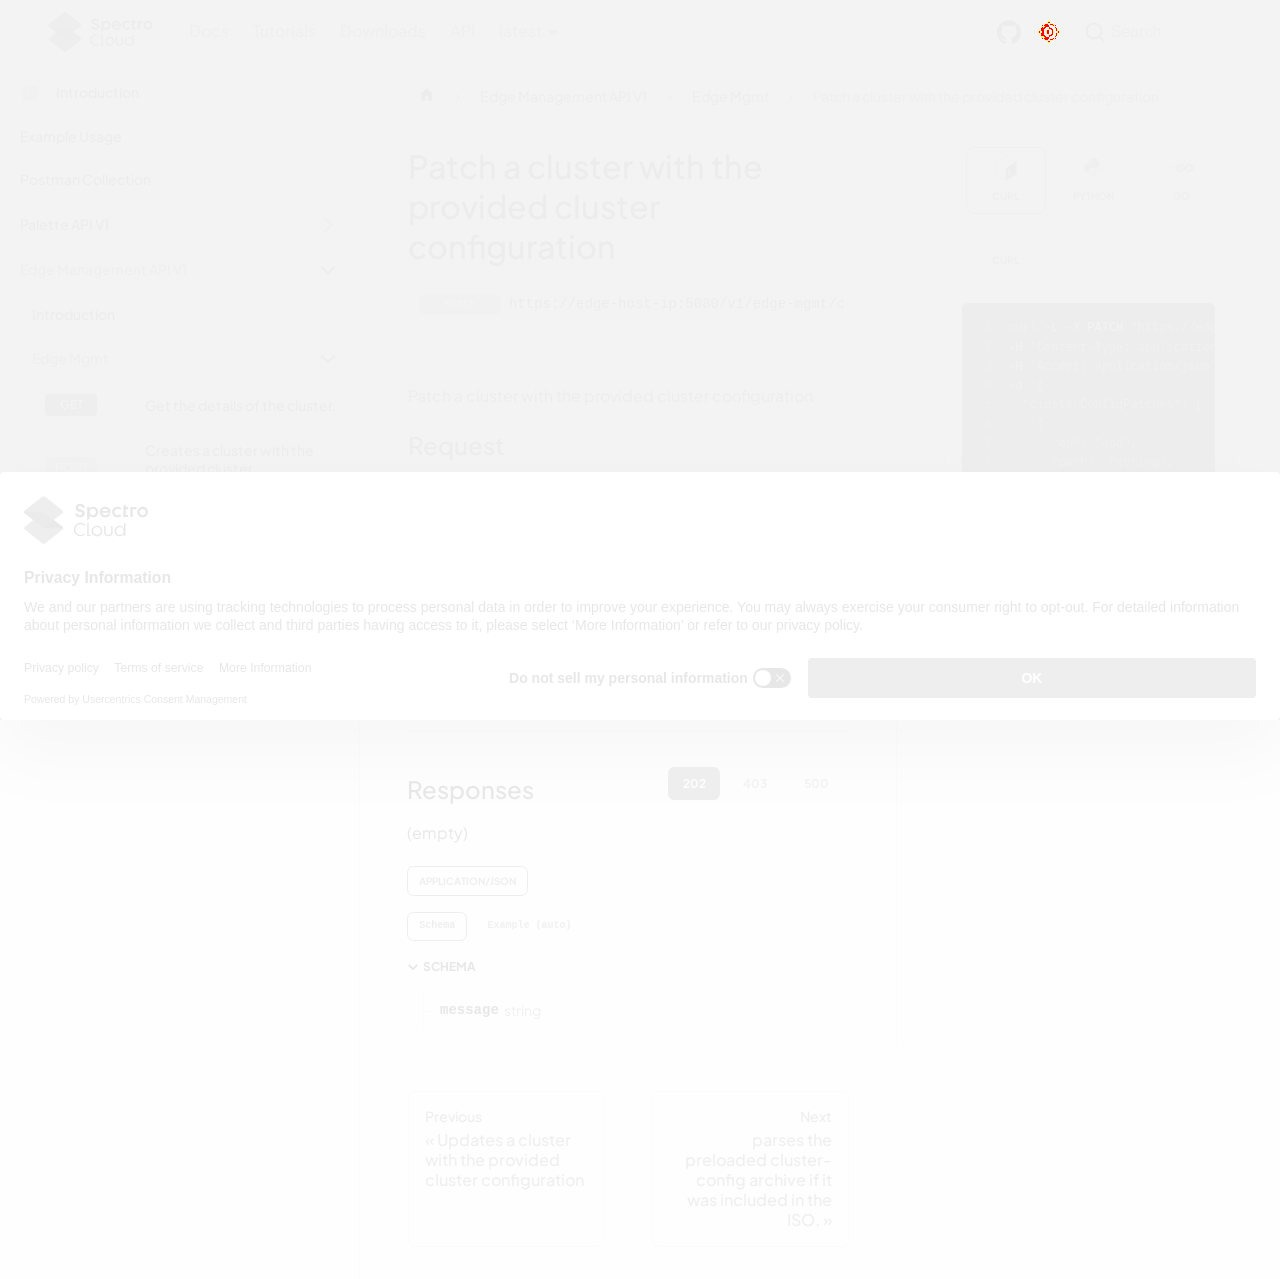 Spectro
Cloud
Docs Tutorials Downloads API latest
Search
Introduction
Example Usage
Postman Collection
Palette API V1
Edge Management API V1
Introduction
Edge Mgmt
GET Get the details of the cluster.
Creates a cluster with the
provided cluster
Edge Management API V1
Edge Mgmt
Patch a cluster with the provided cluster configuration
Patch a cluster with the
provided cluster
configuration
Patch a cluster with the provided cluster configuration
Request
CURL PYTHON GO
CURL
Spectro
Cloud
Privacy Information
We and our partners are using tracking technologies to process personal data in order to improve your experience. You may always exercise your consumer right to opt-out. For detailed information
about personal information we collect and third parties having access to it, please select 'More Information' or refer to our privacy policy.
Privacy policy Terms of service More Information
Powered by Usercentrics Consent Management
Do not sell my personal information
OK
Responses
202 403 500
(empty)
APPLICATION/JSON
Schema Example (auto)
SCHEMA
message string
Previous
« Updates a cluster
with the provided
cluster configuration
Next
parses the
preloaded cluster-
config archive if it
was included in the
ISO. »